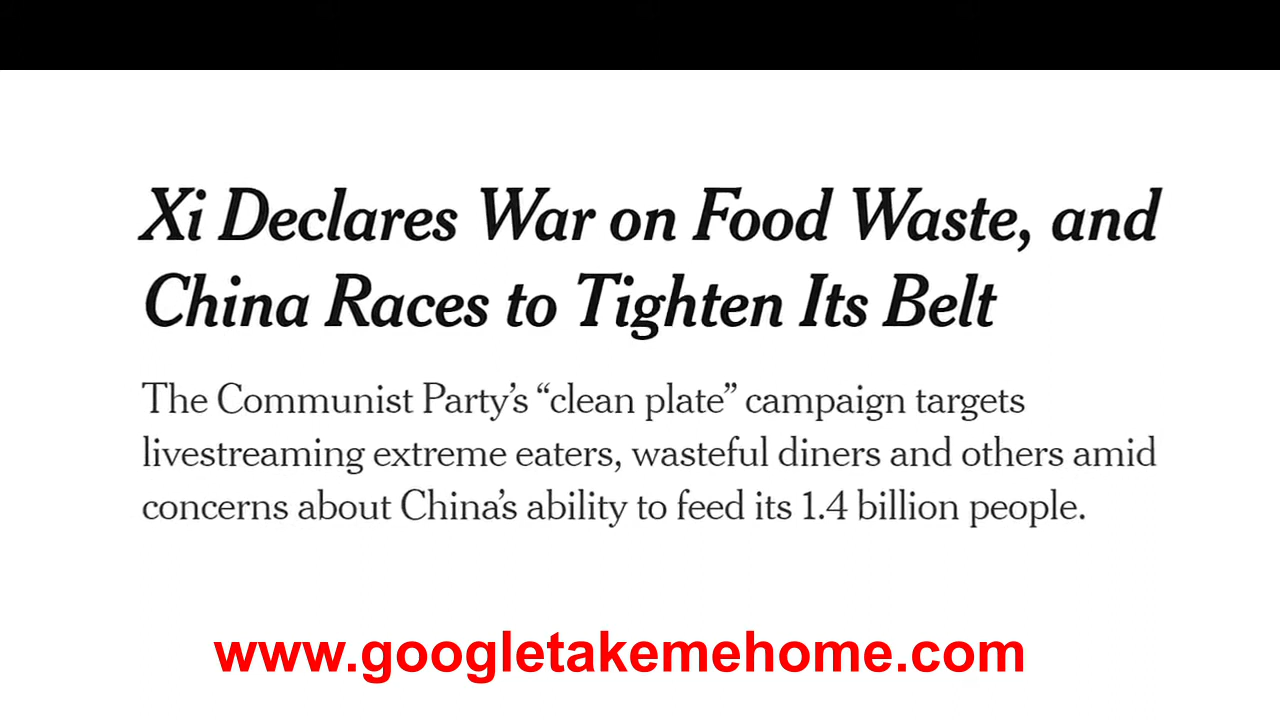 Xi Declares War on Food Waste, and
China Races to Tighten Its Belt
The Communist Party’s “clean plate” campaign targets
livestreaming extreme eaters, wasteful diners and others amid
concerns about China’s ability to feed its 1.4 billion people.
www.googletakemehome.com